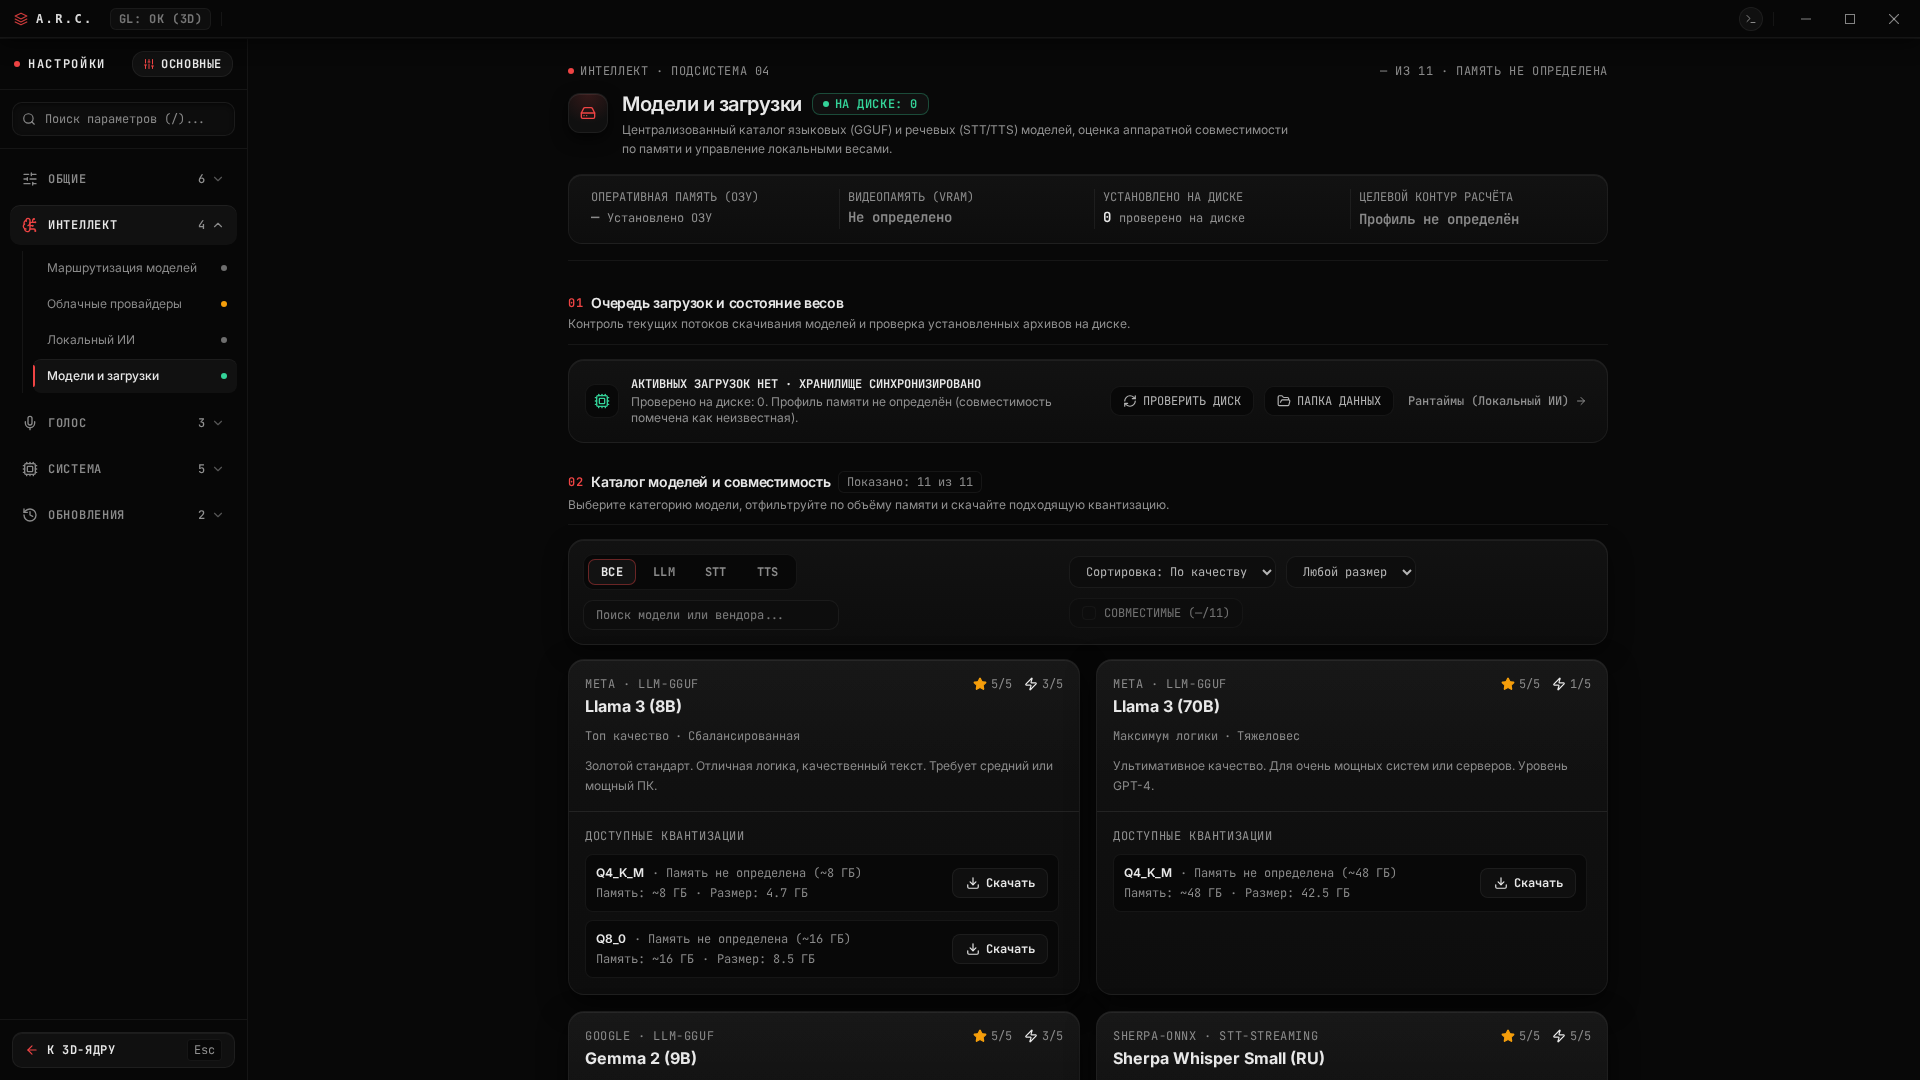 A.R.C.
GL: OK (3D)
НАСТРОЙКИ
ОСНОВНЫЕ
Поиск параметров (/)...
ОБЩИЕ 6
ИНТЕЛЛЕКТ 4
Маршрутизация моделей
Облачные провайдеры
Локальный ИИ
Модели и загрузки
ГОЛОС 3
СИСТЕМА 5
ОБНОВЛЕНИЯ 2
К 3D-ЯДРУ Esc
ИНТЕЛЛЕКТ · ПОДСИСТЕМА 04
— ИЗ 11 · ПАМЯТЬ НЕ ОПРЕДЕЛЕНА
Модели и загрузки
НА ДИСКЕ: 0
Централизованный каталог языковых (GGUF) и речевых (STT/TTS) моделей, оценка аппаратной совместимости
по памяти и управление локальными весами.
ОПЕРАТИВНАЯ ПАМЯТЬ (ОЗУ)
— Установлено ОЗУ
ВИДЕОПАМЯТЬ (VRAM)
Не определено
УСТАНОВЛЕНО НА ДИСКЕ
0 проверено на диске
ЦЕЛЕВОЙ КОНТУР РАСЧЁТА
Профиль не определён
01 Очередь загрузок и состояние весов
Контроль текущих потоков скачивания моделей и проверка установленных архивов на диске.
АКТИВНЫХ ЗАГРУЗОК НЕТ · ХРАНИЛИЩЕ СИНХРОНИЗИРОВАНО
Проверено на диске: 0. Профиль памяти не определён (совместимость
помечена как неизвестная).
ПРОВЕРИТЬ ДИСК
ПАПКА ДАННЫХ
Рантаймы (Локальный ИИ) →
02 Каталог моделей и совместимость
Показано: 11 из 11
Выберите категорию модели, отфильтруйте по объёму памяти и скачайте подходящую квантизацию.
ВСЕ LLM STT TTS
Сортировка: По качеству
Любой размер
Поиск модели или вендора...
СОВМЕСТИМЫЕ (—/11)
META · LLM-GGUF
5/5 3/5
Llama 3 (8B)
Топ качество · Сбалансированная
Золотой стандарт. Отличная логика, качественный текст. Требует средний или
мощный ПК.
ДОСТУПНЫЕ КВАНТИЗАЦИИ
Q4_K_M · Память не определена (~8 ГБ)
Память: ~8 ГБ · Размер: 4.7 ГБ
Скачать
Q8_0 · Память не определена (~16 ГБ)
Память: ~16 ГБ · Размер: 8.5 ГБ
Скачать
META · LLM-GGUF
5/5 1/5
Llama 3 (70B)
Максимум логики · Тяжеловес
Ультимативное качество. Для очень мощных систем или серверов. Уровень
GPT-4.
ДОСТУПНЫЕ КВАНТИЗАЦИИ
Q4_K_M · Память не определена (~48 ГБ)
Память: ~48 ГБ · Размер: 42.5 ГБ
Скачать
GOOGLE · LLM-GGUF
5/5 3/5
Gemma 2 (9B)
SHERPA-ONNX · STT-STREAMING
5/5 5/5
Sherpa Whisper Small (RU)